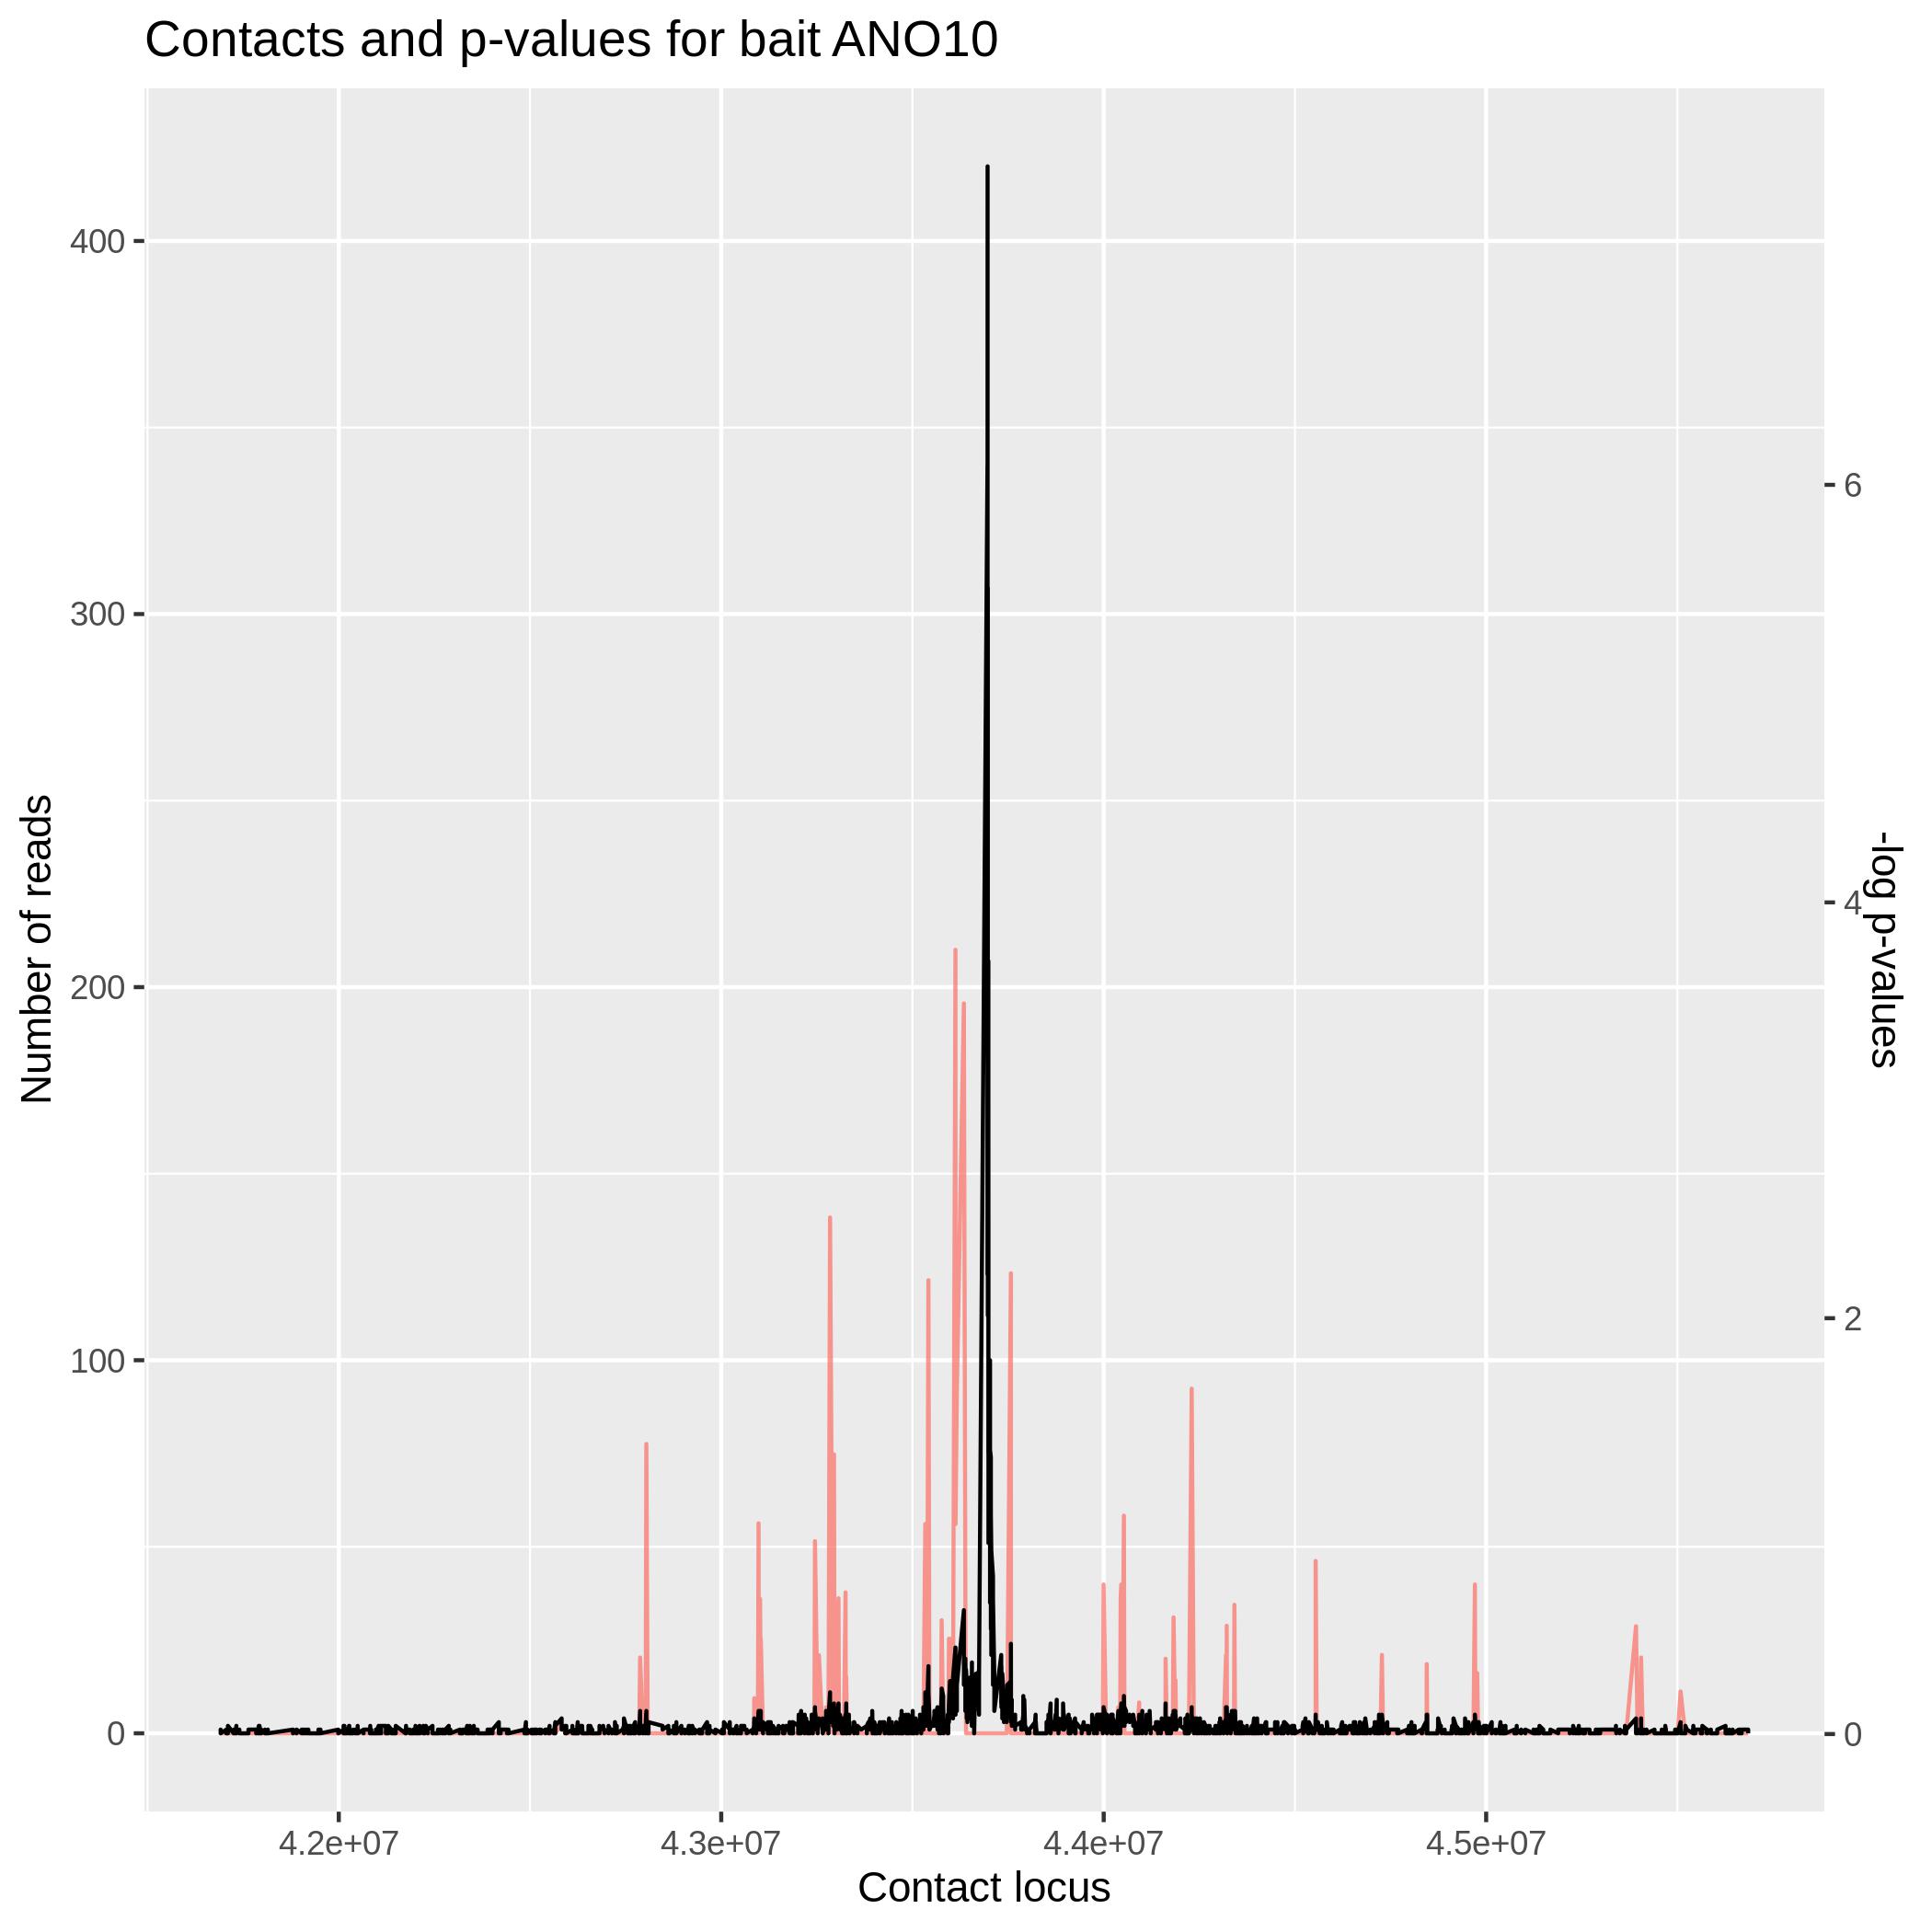 Contacts and p-values for bait ANO10
Number of reads
400
300
200
100
0
6
4
2
0
-log p-values
4.2e+07
4.3e+07
4.4e+07
4.5e+07
Contact locus